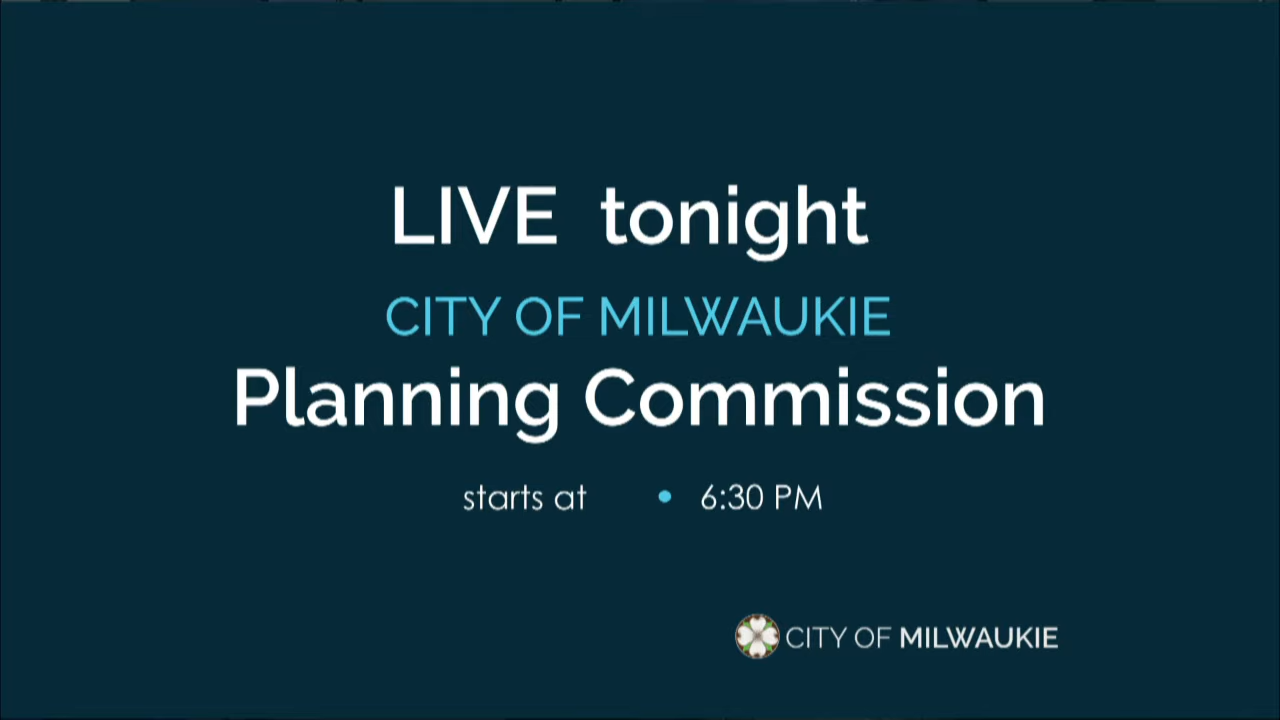 LIVE tonight
CITY OF MILWAUKIE
Planning Commission
starts at • 6:30 PM
CITY OF MILWAUKIE